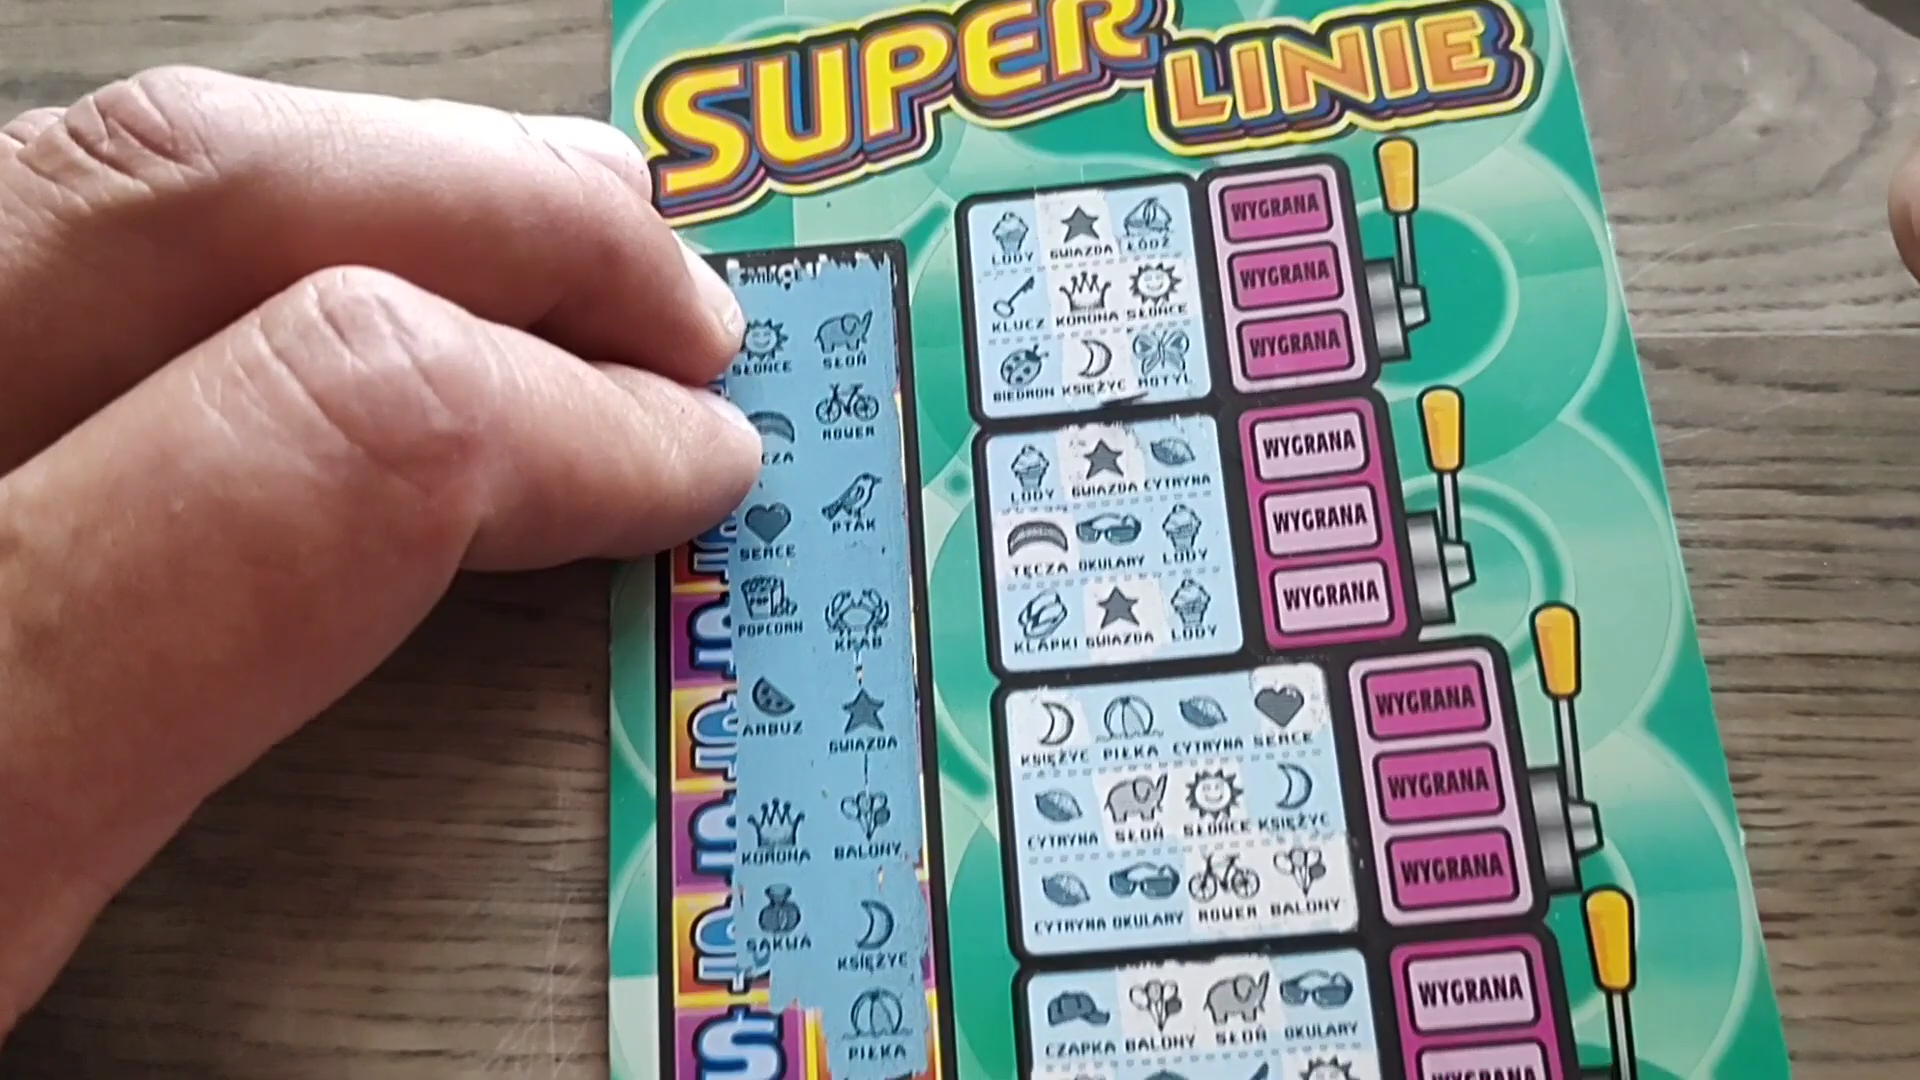 SUPER LINIE
SŁOŃCE SŁOŃ
ROWER
SERCE PTAK
POPCORN KRAB
ARBUZ GWIAZDA
KORONA BALONY
SAKWA KSIĘŻYC
PIŁKA
LODY GWIAZDA ŁÓDŹ
KLUCZ KORONA SŁOŃCE
BIEDRON KSIĘŻYC MOTYL
WYGRANA
WYGRANA
WYGRANA
LODY GWIAZDA CYTRYNA
TĘCZA OKULARY LODY
KLAPKI GWIAZDA LODY
WYGRANA
WYGRANA
WYGRANA
KSIĘŻYC PIŁKA CYTRYNA SERCE
CYTRYNA SŁOŃ SŁOŃCE KSIĘŻYC
CYTRYNA OKULARY ROWER BALONY
WYGRANA
WYGRANA
WYGRANA
CZAPKA BALONY SŁOŃ OKULARY
WYGRANA